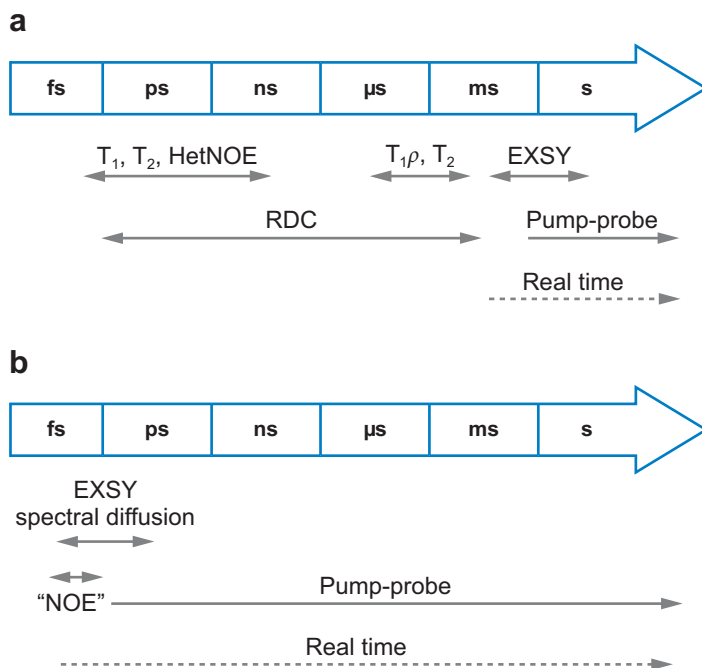 a
fs ps ns µs ms s
T₁, T₂, HetNOE T₁ρ, T₂ EXSY
RDC Pump-probe
Real time
b
fs ps ns µs ms s
EXSY
spectral diffusion
“NOE” Pump-probe
Real time